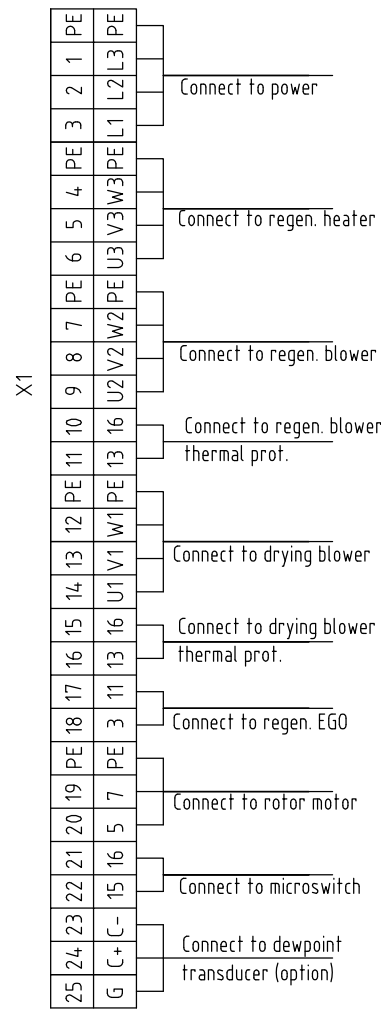 X1
PE PE
1 L3
2 L2
3 L1
Connect to power
PE PE
4 W3
5 V3
6 U3
Connect to regen. heater
PE PE
7 W2
8 V2
9 U2
Connect to regen. blower
10 16
11 13
Connect to regen. blower
thermal prot.
PE PE
12 W1
13 V1
14 U1
Connect to drying blower
15 16
16 13
Connect to drying blower
thermal prot.
17 11
18 3
Connect to regen. EGO
PE PE
19 7
20 5
Connect to rotor motor
21 16
22 15
Connect to microswitch
23 C-
24 C+
25 G
Connect to dewpoint
transducer (option)